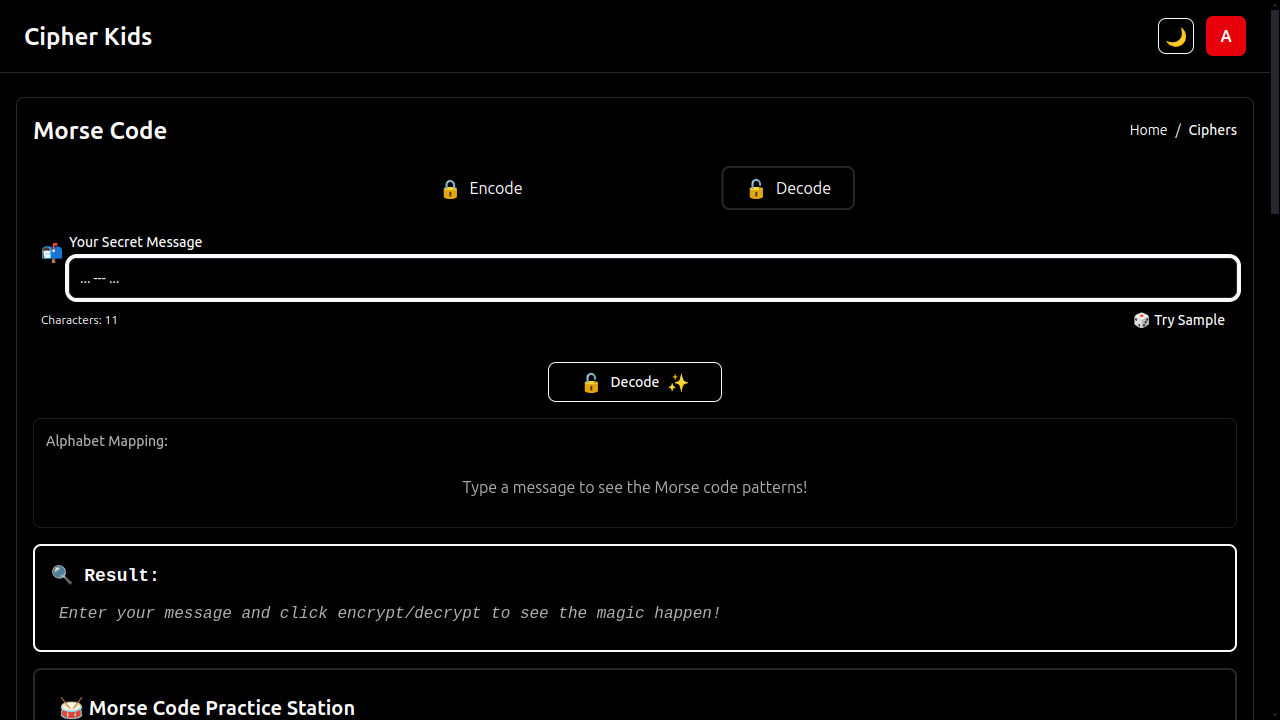 Cipher Kids
A
Morse Code
Home / Ciphers
🔒 Encode
🔓 Decode
Your Secret Message
... --- ...
Characters: 11
🎲 Try Sample
🔓 Decode ✨
Alphabet Mapping:
Type a message to see the Morse code patterns!
🔍 Result:
Enter your message and click encrypt/decrypt to see the magic happen!
🥁 Morse Code Practice Station